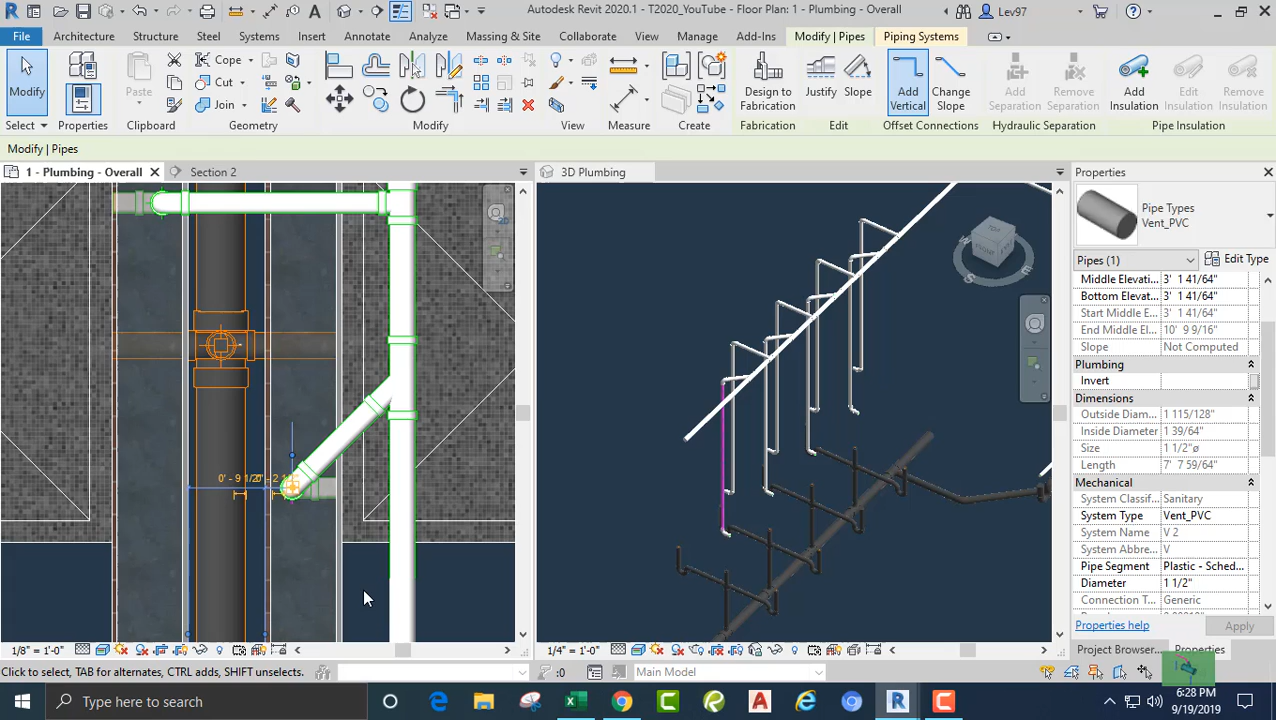 Autodesk Revit 2020.1 - T2020_YouTube - Floor Plan: 1 - Plumbing - Overall
Lev97
File
Architecture
Structure
Steel
Systems
Insert
Annotate
Analyze
Massing & Site
Collaborate
View
Manage
Add-Ins
Modify | Pipes
Piping Systems
Modify
Paste
Cope
Cut
Join
Design to
Fabrication
Justify
Slope
Add
Vertical
Change
Slope
Add
Separation
Remove
Separation
Add
Insulation
Edit
Insulation
Remove
Insulation
Select
Properties
Clipboard
Geometry
Modify
View
Measure
Create
Fabrication
Edit
Offset Connections
Hydraulic Separation
Pipe Insulation
Modify | Pipes
1 - Plumbing - Overall
Section 2
3D Plumbing
Properties
Pipe Types
Vent_PVC
Pipes (1)
Edit Type
Middle Elevati... 3' 1 41/64"
Bottom Elevat... 3' 1 41/64"
Start Middle E...
End Middle El... 10' 9 9/16"
Slope Not Computed
Plumbing
Invert
Dimensions
Outside Diam... 1 115/128"
Inside Diameter 1 39/64"
Size 1 1/2"ø
Length 7' 7 59/64"
Mechanical
System Classif... Sanitary
System Type Vent_PVC
System Name V 2
System Abbre... V
Pipe Segment Plastic - Sched...
Diameter 1 1/2"
Connection T... Generic
Properties help
Apply
TOP
FRONT
0' - 9 1/2"
1/8" = 1'-0"
1/4" = 1'-0"
Project Browser...
Properties
Click to select, TAB for alternates, CTRL adds, SHIFT unselects.
:0
Main Model
Type here to search
6:28 PM
9/19/2019